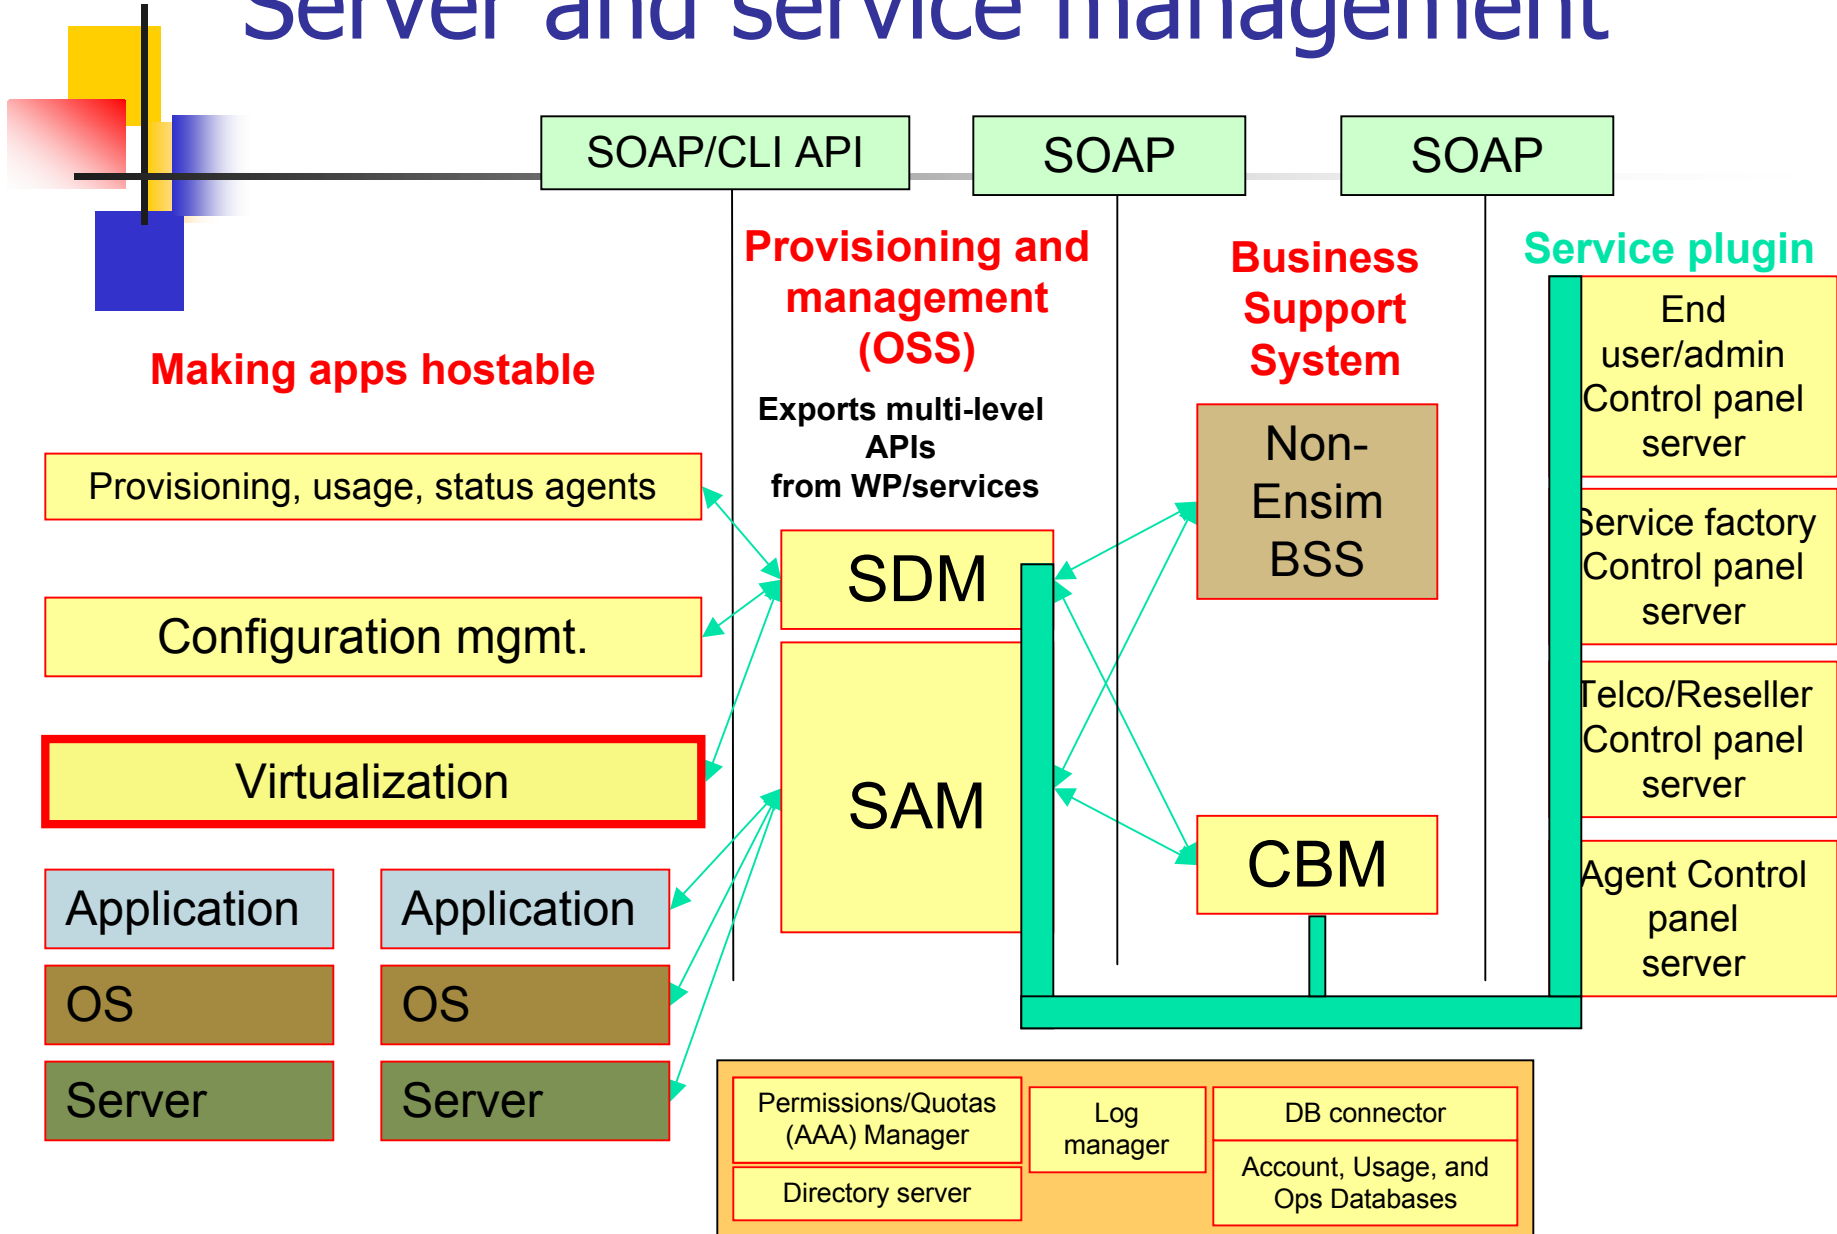 Server and service management
SOAP/CLI API
SOAP
SOAP
Making apps hostable
Provisioning and
management
(OSS)
Exports multi-level
APIs
from WP/services
Business
Support
System
Service plugin
Provisioning, usage, status agents
Configuration mgmt.
Virtualization
Application
Application
OS
OS
Server
Server
SDM
SAM
Non-
Ensim
BSS
CBM
End
user/admin
Control panel
server
Service factory
Control panel
server
Telco/Reseller
Control panel
server
Agent Control
panel
server
Permissions/Quotas
(AAA) Manager
Directory server
Log
manager
DB connector
Account, Usage, and
Ops Databases